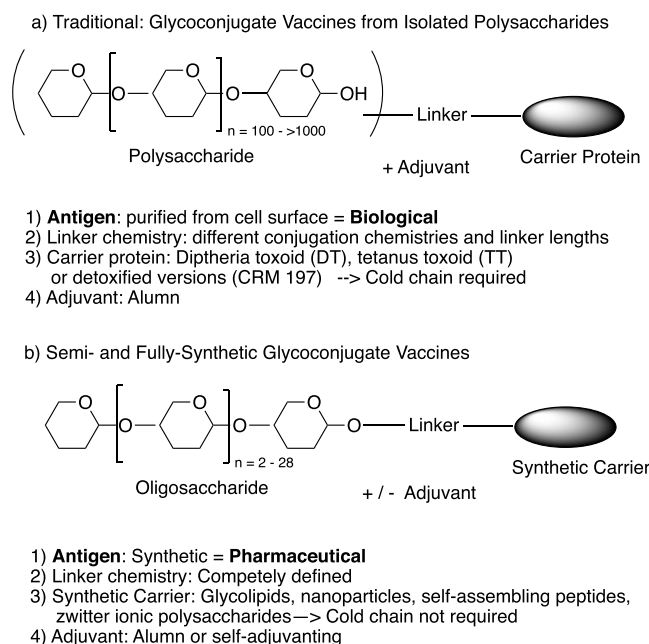 a) Traditional: Glycoconjugate Vaccines from Isolated Polysaccharides
O O O
O O OH
n = 100 - >1000
Linker
Polysaccharide
+ Adjuvant
Carrier Protein
1) Antigen: purified from cell surface = Biological
2) Linker chemistry: different conjugation chemistries and linker lengths
3) Carrier protein: Diptheria toxoid (DT), tetanus toxoid (TT)
or detoxified versions (CRM 197) --> Cold chain required
4) Adjuvant: Alumn
b) Semi- and Fully-Synthetic Glycoconjugate Vaccines
O O O
O O O
Linker
n = 2 - 28
Oligosaccharide
+ / - Adjuvant
Synthetic Carrier
1) Antigen: Synthetic = Pharmaceutical
2) Linker chemistry: Competely defined
3) Synthetic Carrier: Glycolipids, nanoparticles, self-assembling peptides,
zwitter ionic polysaccharides—> Cold chain not required
4) Adjuvant: Alumn or self-adjuvanting